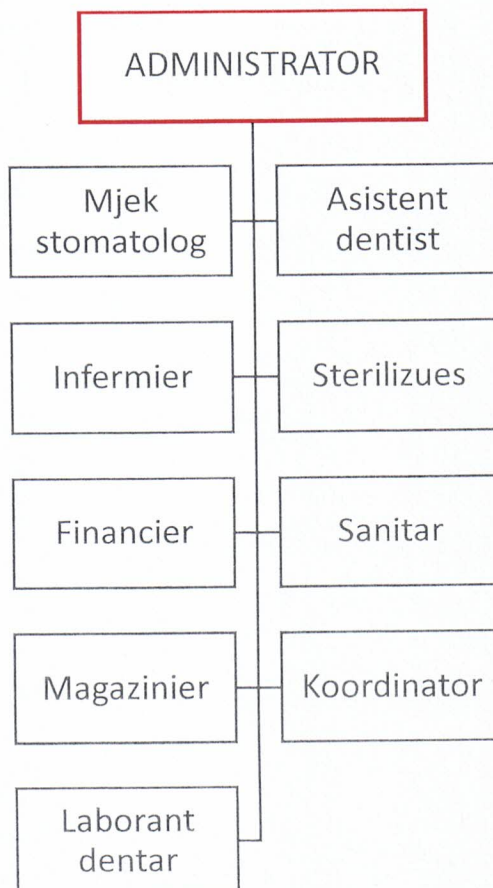 ADMINISTRATOR
Mjek
stomatolog
Asistent
dentist
Infermier
Sterilizues
Financier
Sanitar
Magazinier
Koordinator
Laborant
dentar